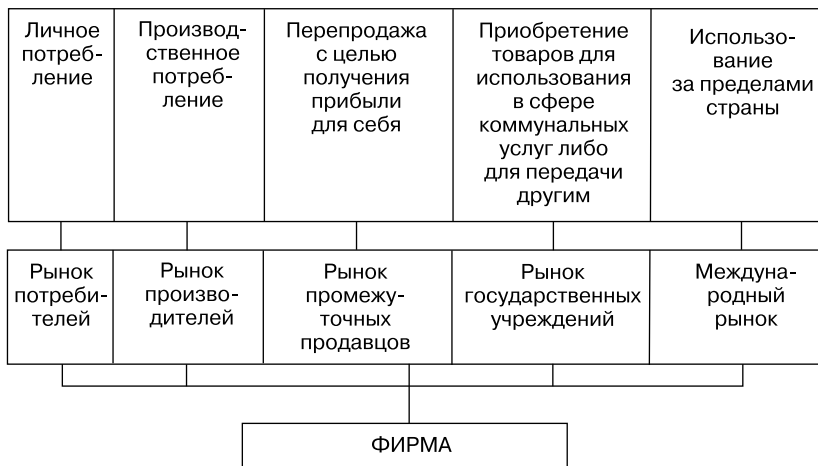 Личное
потреб-
ление
Производ-
ственное
потреб-
ление
Перепродажа
с целью
получения
прибыли
для себя
Приобретение
товаров для
использования
в сфере
коммунальных
услуг либо
для передачи
другим
Использо-
вание
за пределами
страны
Рынок
потреби-
телей
Рынок
произво-
дителей
Рынок
промежу-
точных
продавцов
Рынок
государственных
учреждений
Междуна-
родный
рынок
ФИРМА